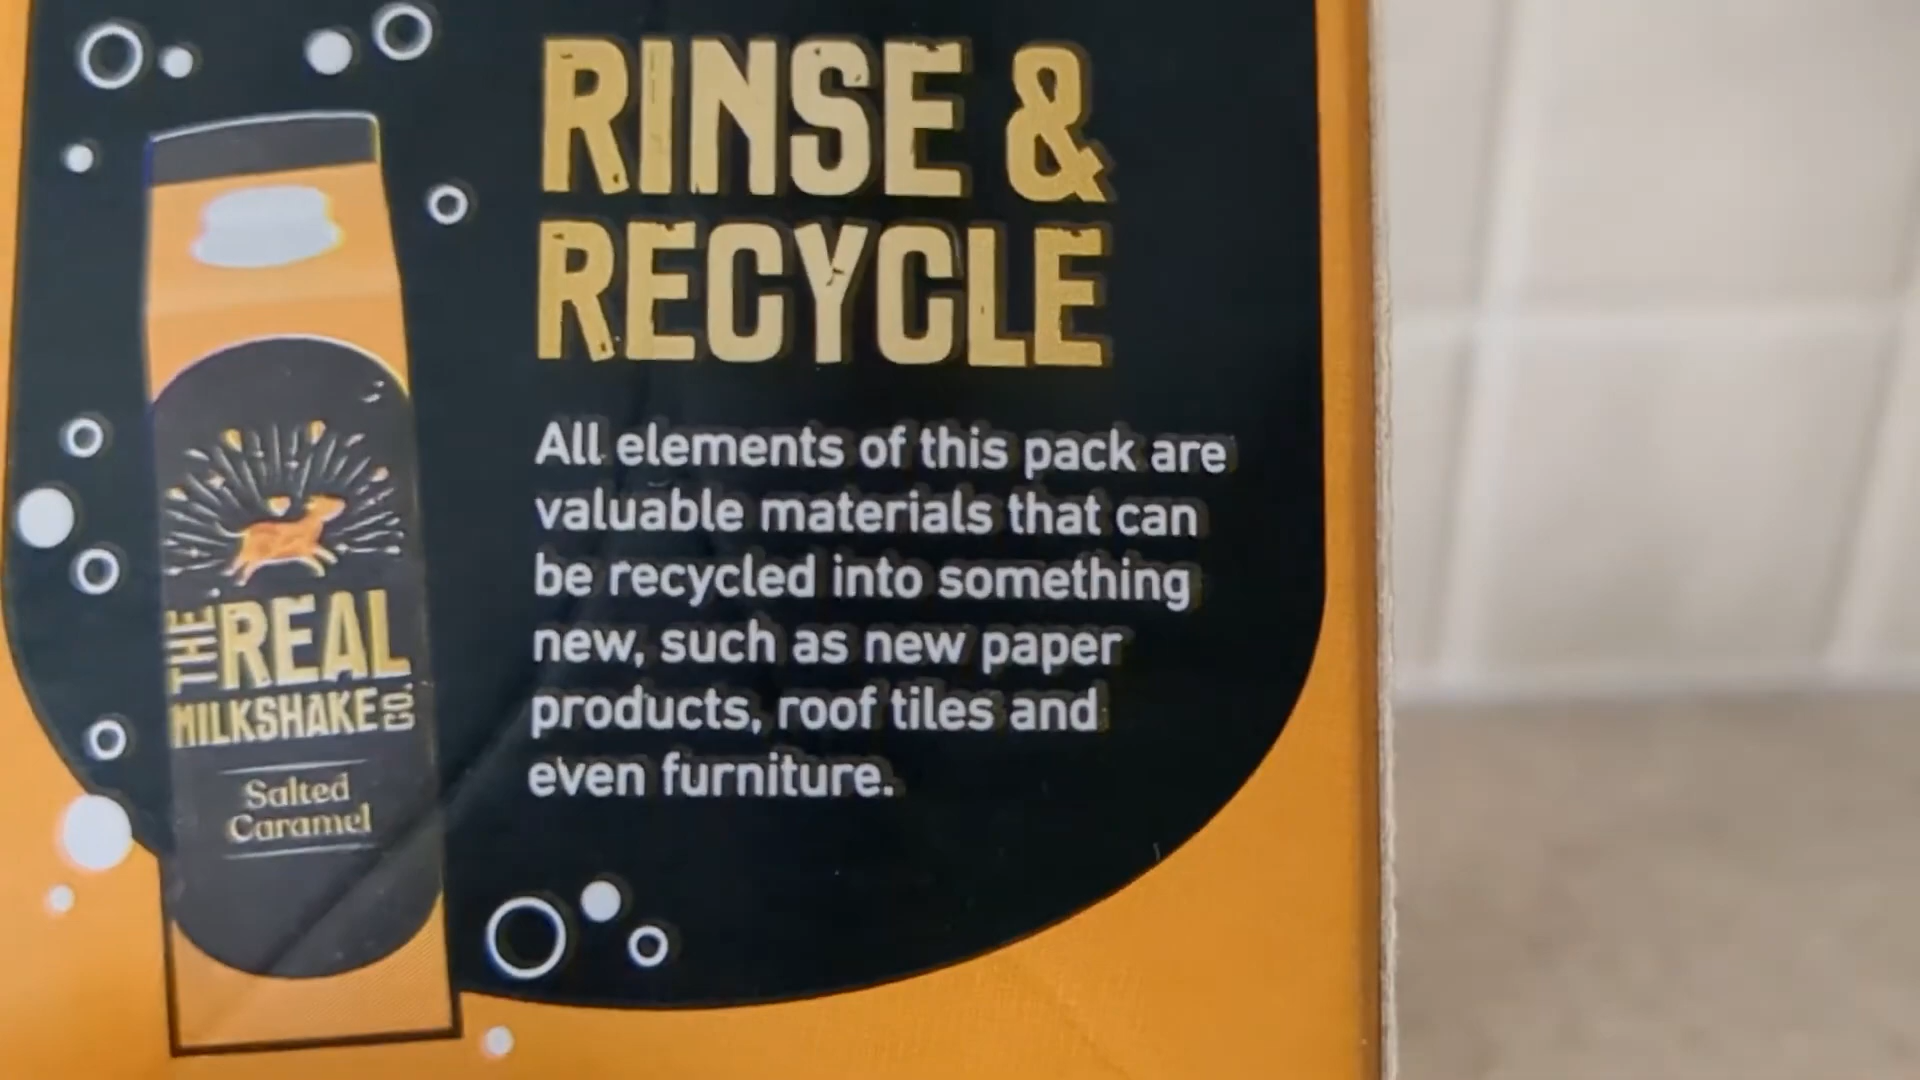 RINSE &
RECYCLE
All elements of this pack are
valuable materials that can
be recycled into something
new, such as new paper
products, roof tiles and
even furniture.
THE REAL
MILKSHAKE CO.
Salted
Caramel